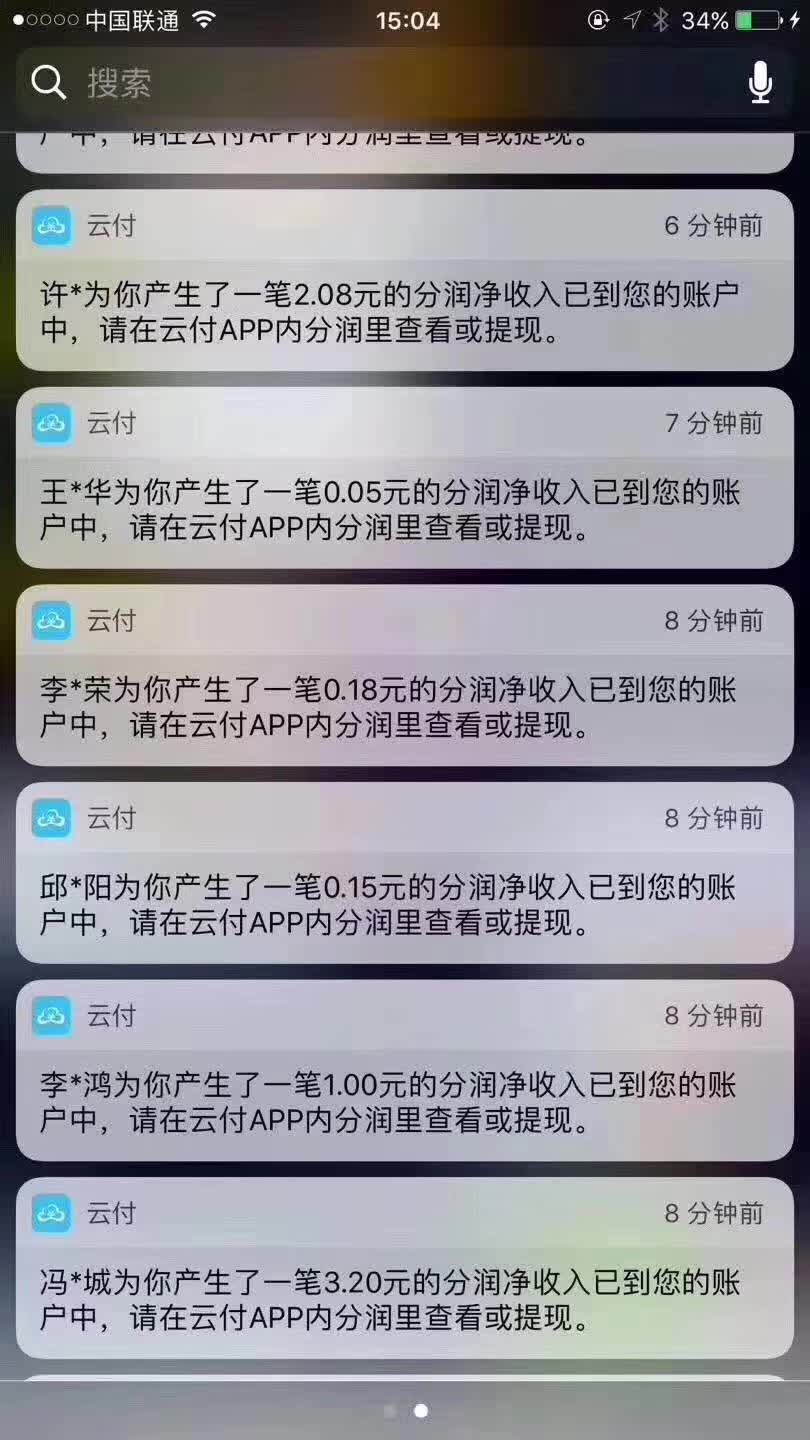 中国联通
15:04
34%
搜索
户中，请在云付APP内分润里查看或提现。
云付
6 分钟前
许*为你产生了一笔2.08元的分润净收入已到您的账户
中，请在云付APP内分润里查看或提现。
云付
7 分钟前
王*华为你产生了一笔0.05元的分润净收入已到您的账
户中，请在云付APP内分润里查看或提现。
云付
8 分钟前
李*荣为你产生了一笔0.18元的分润净收入已到您的账
户中，请在云付APP内分润里查看或提现。
云付
8 分钟前
邱*阳为你产生了一笔0.15元的分润净收入已到您的账
户中，请在云付APP内分润里查看或提现。
云付
8 分钟前
李*鸿为你产生了一笔1.00元的分润净收入已到您的账
户中，请在云付APP内分润里查看或提现。
云付
8 分钟前
冯*城为你产生了一笔3.20元的分润净收入已到您的账
户中，请在云付APP内分润里查看或提现。